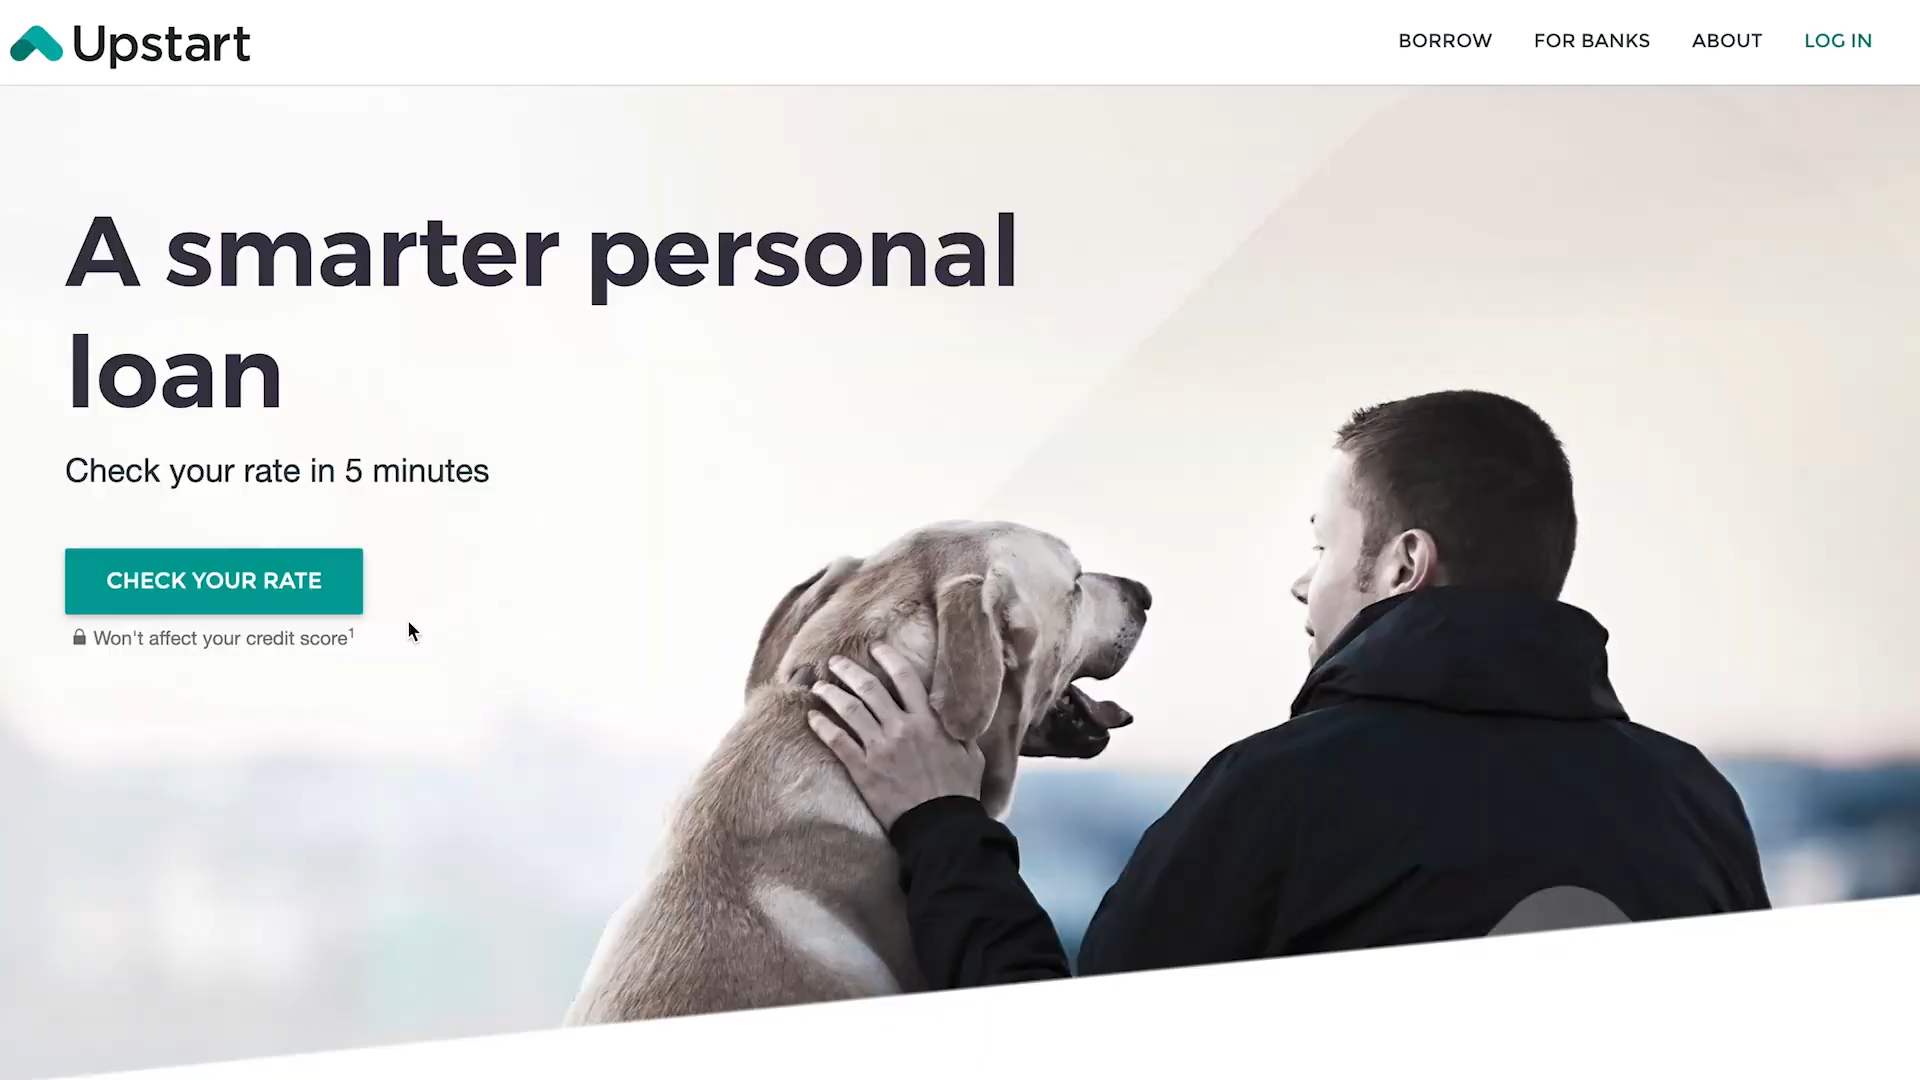 Upstart
BORROW FOR BANKS ABOUT LOG IN
A smarter personal
loan
Check your rate in 5 minutes
CHECK YOUR RATE
Won't affect your credit score¹